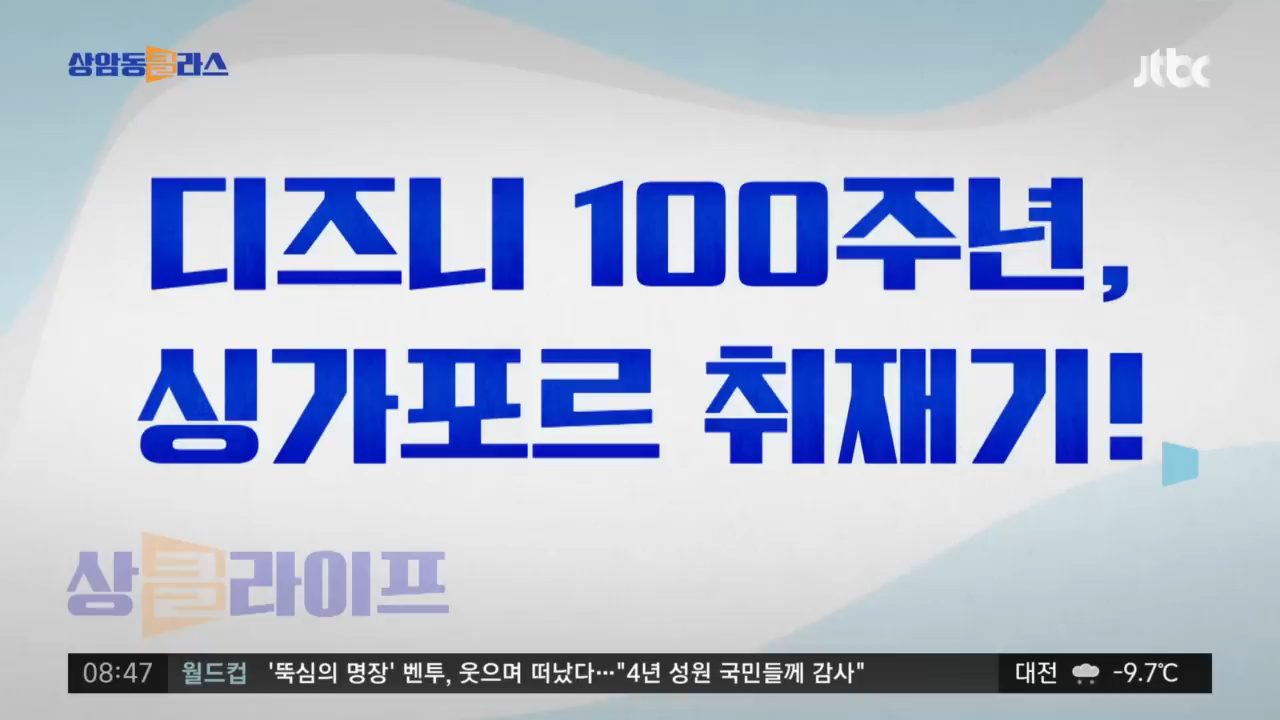 상암동클라스
jtbc
디즈니 100주년,
싱가포르 취재기!
상클라이프
08:47 월드컵 '뚝심의 명장' 벤투, 웃으며 떠났다…"4년 성원 국민들께 감사" 대전 -9.7℃